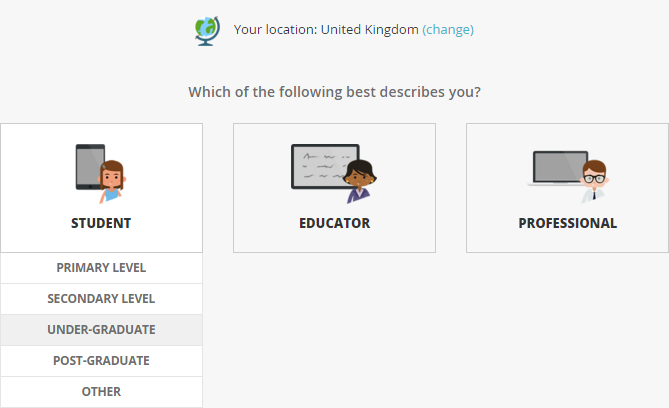 Your location: United Kingdom (change)
Which of the following best describes you?
STUDENT
EDUCATOR
PROFESSIONAL
PRIMARY LEVEL
SECONDARY LEVEL
UNDER-GRADUATE
POST-GRADUATE
OTHER